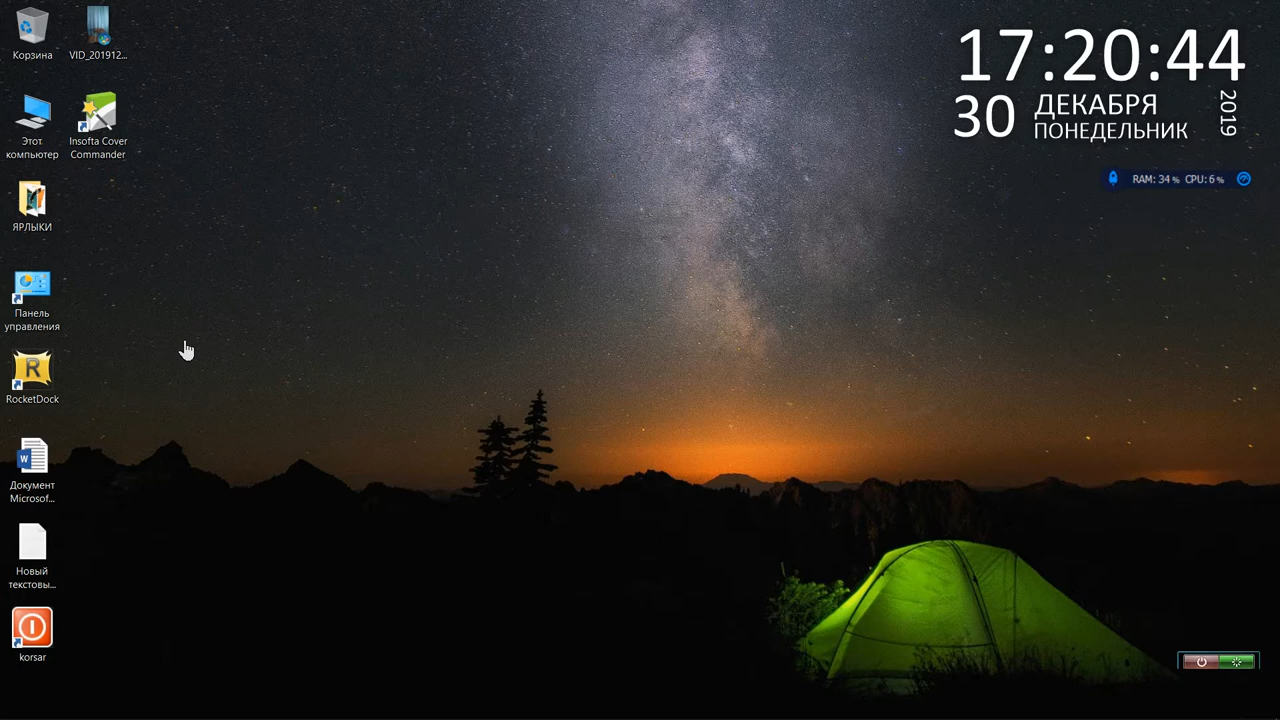 Корзина
VID_201912...
Этот
компьютер
Insofta Cover
Commander
ЯРЛЫКИ
Панель
управления
R
RocketDock
W
Документ
Microsof...
Новый
текстовы...
korsar
17:20:44
30
ДЕКАБРЯ
ПОНЕДЕЛЬНИК
2019
RAM: 34 % CPU: 6 %